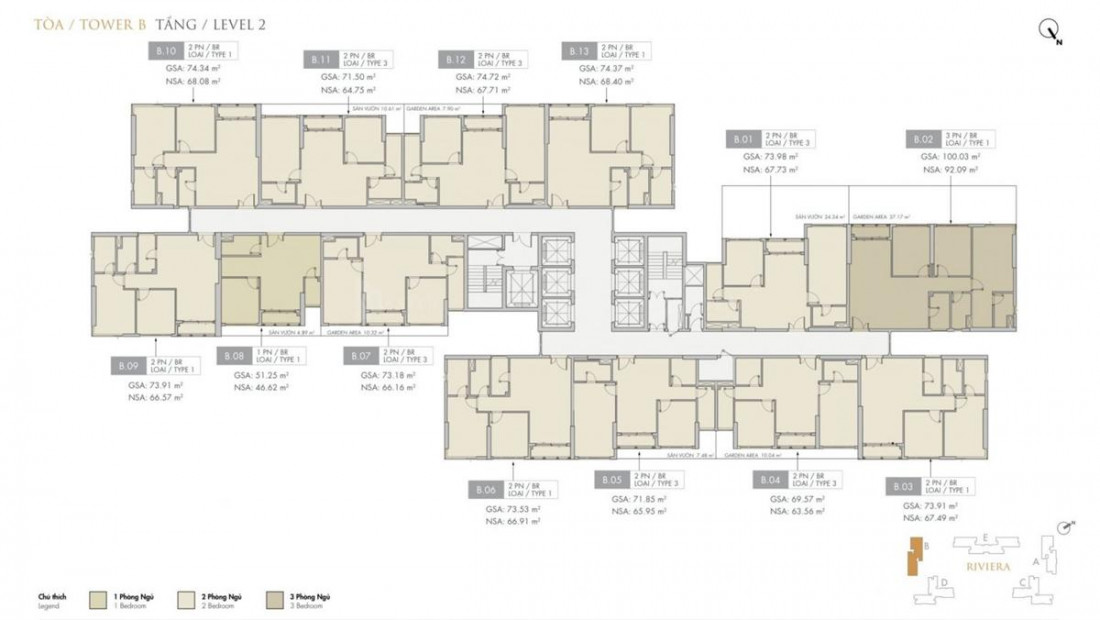 TÒA / TOWER B TẦNG / LEVEL 2
N
B.10
2 PN / BR
LOẠI / TYPE 1
GSA: 74.34 m²
NSA: 68.08 m²
B.11
2 PN / BR
LOẠI / TYPE 3
GSA: 71.50 m²
NSA: 64.75 m²
B.12
2 PN / BR
LOẠI / TYPE 3
GSA: 74.72 m²
NSA: 67.71 m²
B.13
2 PN / BR
LOẠI / TYPE 1
GSA: 74.37 m²
NSA: 68.40 m²
SÂN VƯỜN 10.61 m² GARDEN AREA 7.90 m²
B.01
2 PN / BR
LOẠI / TYPE 3
GSA: 73.98 m²
NSA: 67.73 m²
B.02
3 PN / BR
LOẠI / TYPE 1
GSA: 100.03 m²
NSA: 92.09 m²
SÂN VƯỜN 24.24 m² GARDEN AREA 37.17 m²
SÂN VƯỜN 4.89 m² GARDEN AREA 10.52 m²
B.09
2 PN / BR
LOẠI / TYPE 1
GSA: 73.91 m²
NSA: 66.57 m²
B.08
1 PN / BR
LOẠI / TYPE 1
GSA: 51.25 m²
NSA: 46.62 m²
B.07
2 PN / BR
LOẠI / TYPE 3
GSA: 73.18 m²
NSA: 66.16 m²
SÂN VƯỜN 7.48 m² GARDEN AREA 10.04 m²
B.06
2 PN / BR
LOẠI / TYPE 1
GSA: 73.53 m²
NSA: 66.91 m²
B.05
2 PN / BR
LOẠI / TYPE 3
GSA: 71.85 m²
NSA: 65.95 m²
B.04
2 PN / BR
LOẠI / TYPE 3
GSA: 69.57 m²
NSA: 63.56 m²
B.03
2 PN / BR
LOẠI / TYPE 1
GSA: 73.91 m²
NSA: 67.49 m²
N
B
E
A
RIVIERA
D
C
Chú thích
Legend
1 Phòng Ngủ
1 Bedroom
2 Phòng Ngủ
2 Bedroom
3 Phòng Ngủ
3 Bedroom